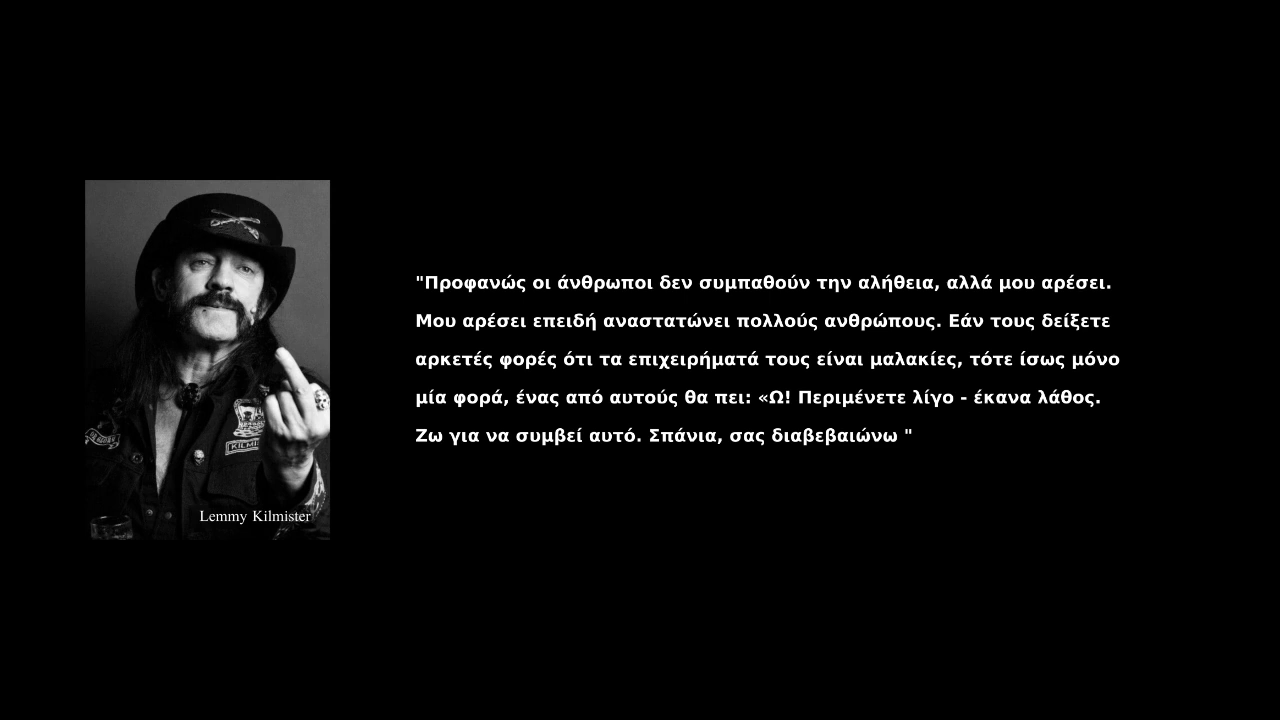 "Προφανώς οι άνθρωποι δεν συμπαθούν την αλήθεια, αλλά μου αρέσει.
Μου αρέσει επειδή αναστατώνει πολλούς ανθρώπους. Εάν τους δείξετε
αρκετές φορές ότι τα επιχειρήματά τους είναι μαλακίες, τότε ίσως μόνο
μία φορά, ένας από αυτούς θα πει: «Ω! Περιμένετε λίγο - έκανα λάθος.
Ζω για να συμβεί αυτό. Σπάνια, σας διαβεβαιώνω "
Lemmy Kilmister